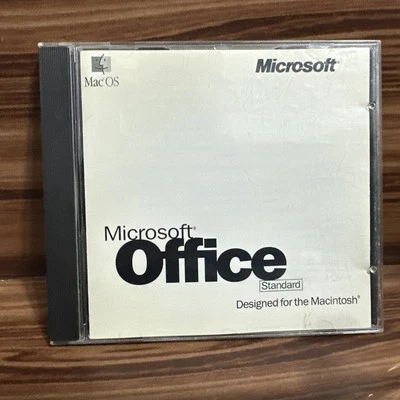 Mac OS
Microsoft®
Microsoft®
Office
Standard
Designed for the Macintosh®